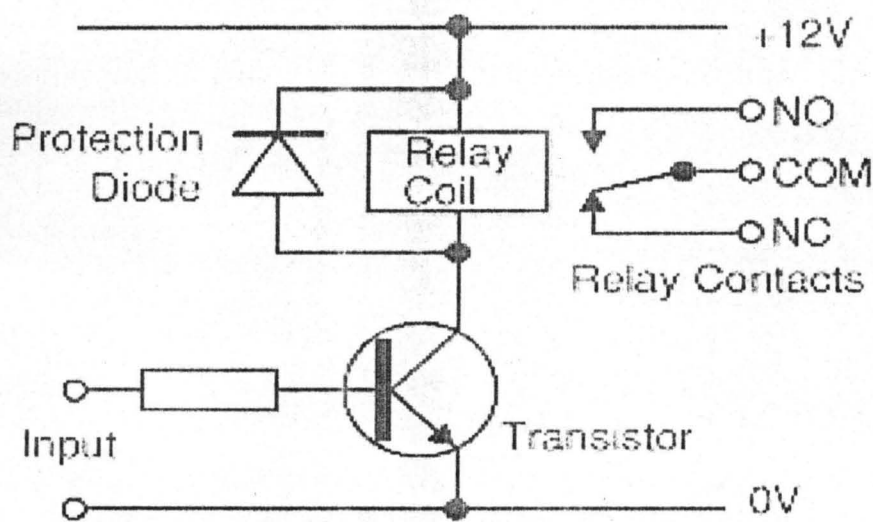 +12V
NO
Protection
Diode
Relay
Coil
COM
NC
Relay Contacts
Input
Transistor
0V